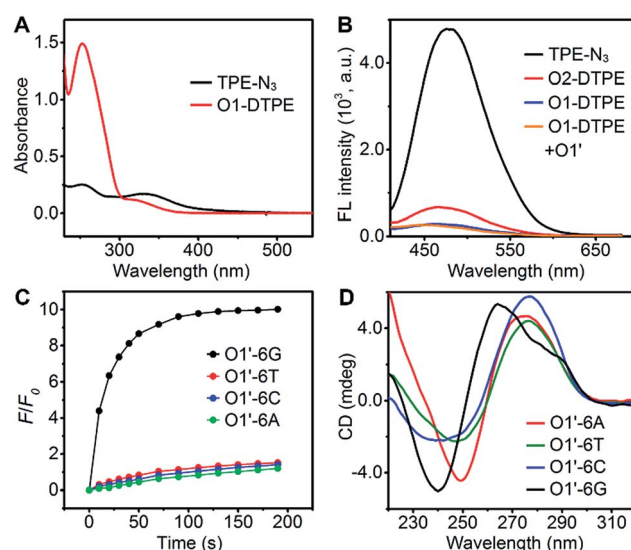 A
Absorbance
1.5
1.0
0.5
0.0
TPE-N₃
O1-DTPE
300 400 500
Wavelength (nm)
B
FL intensity (10³, a.u.)
4.0
2.0
0.0
TPE-N₃
O2-DTPE
O1-DTPE
O1-DTPE
+O1'
450 550 650
Wavelength (nm)
C
F/F₀
10
8
6
4
2
0
O1'-6G
O1'-6T
O1'-6C
O1'-6A
0 50 100 150 200
Time (s)
D
CD (mdeg)
4.0
0.0
-4.0
O1'-6A
O1'-6T
O1'-6C
O1'-6G
220 250 270 290 310
Wavelength (nm)